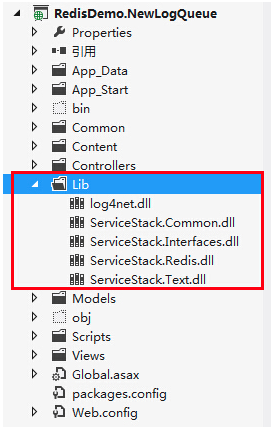 RedisDemo.NewLogQueue
Properties
引用
App_Data
App_Start
bin
Common
Content
Controllers
Lib
log4net.dll
ServiceStack.Common.dll
ServiceStack.Interfaces.dll
ServiceStack.Redis.dll
ServiceStack.Text.dll
Models
obj
Scripts
Views
Global.asax
packages.config
Web.config